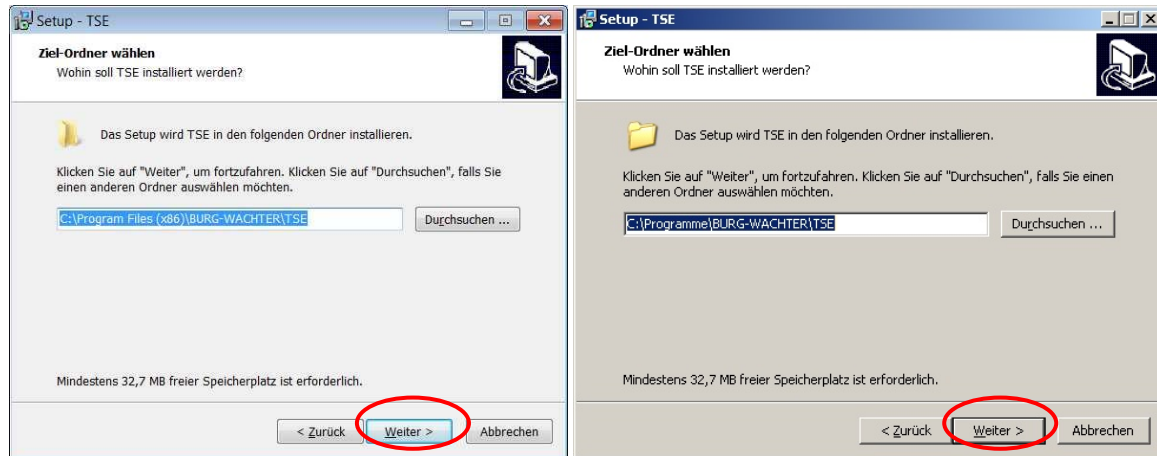 Setup - TSE
Ziel-Ordner wählen
Wohin soll TSE installiert werden?
Das Setup wird TSE in den folgenden Ordner installieren.
Klicken Sie auf "Weiter", um fortzufahren. Klicken Sie auf "Durchsuchen", falls Sie
einen anderen Ordner auswählen möchten.
C:\Program Files (x86)\BURG-WACHTER\TSE
Durchsuchen ...
Mindestens 32,7 MB freier Speicherplatz ist erforderlich.
< Zurück
Weiter >
Abbrechen
Setup - TSE
Ziel-Ordner wählen
Wohin soll TSE installiert werden?
Das Setup wird TSE in den folgenden Ordner installieren.
Klicken Sie auf "Weiter", um fortzufahren. Klicken Sie auf "Durchsuchen", falls Sie einen
anderen Ordner auswählen möchten.
C:\Programme\BURG-WACHTER\TSE
Durchsuchen ...
Mindestens 32,7 MB freier Speicherplatz ist erforderlich.
< Zurück
Weiter >
Abbrechen